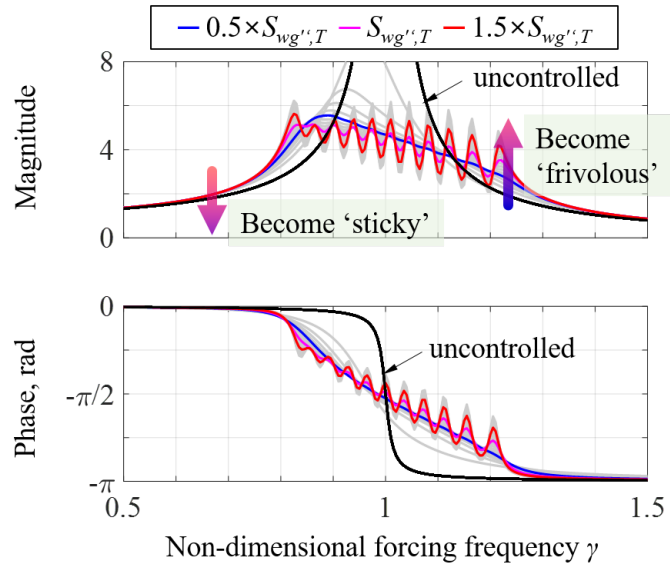 0.5×S_wg'',T S_wg'',T 1.5×S_wg'',T
8
uncontrolled
Magnitude
4
Become
'frivolous'
Become 'sticky'
0
0
uncontrolled
Phase, rad
-π/2
-π
0.5 1 1.5
Non-dimensional forcing frequency γ